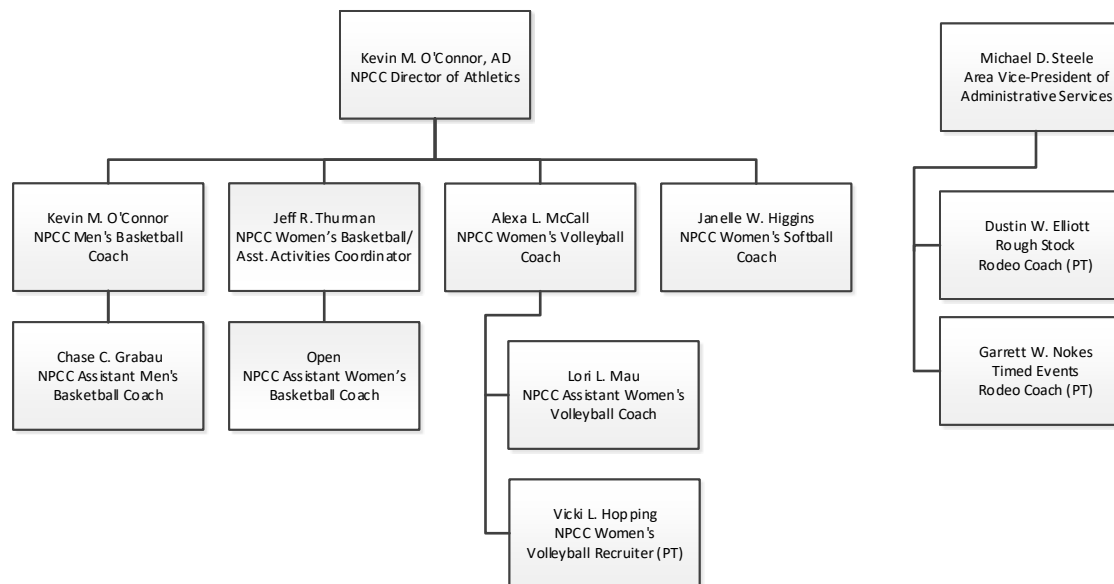 Kevin M. O'Connor, AD
NPCC Director of Athletics
Michael D. Steele
Area Vice-President of
Administrative Services
Kevin M. O'Connor
NPCC Men's Basketball
Coach
Jeff R. Thurman
NPCC Women’s Basketball/
Asst. Activities Coordinator
Alexa L. McCall
NPCC Women's Volleyball
Coach
Janelle W. Higgins
NPCC Women's Softball
Coach
Dustin W. Elliott
Rough Stock
Rodeo Coach (PT)
Chase C. Grabau
NPCC Assistant Men's
Basketball Coach
Open
NPCC Assistant Women’s
Basketball Coach
Lori L. Mau
NPCC Assistant Women's
Volleyball Coach
Garrett W. Nokes
Timed Events
Rodeo Coach (PT)
Vicki L. Hopping
NPCC Women's
Volleyball Recruiter (PT)